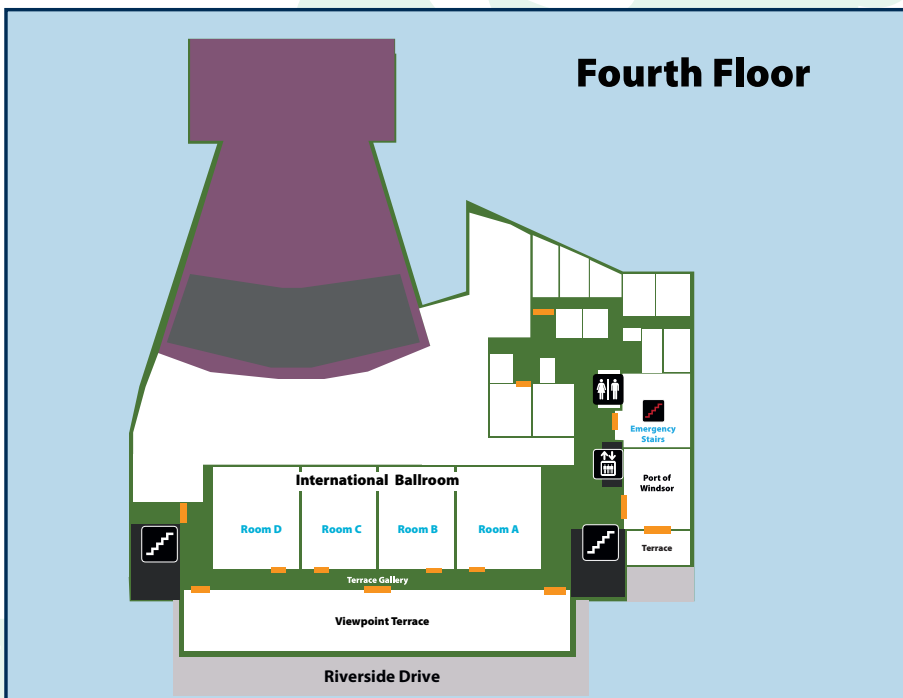 Fourth Floor
Emergency
Stairs
Port of
Windsor
International Ballroom
Room D
Room C
Room B
Room A
Terrace
Terrace Gallery
Viewpoint Terrace
Riverside Drive